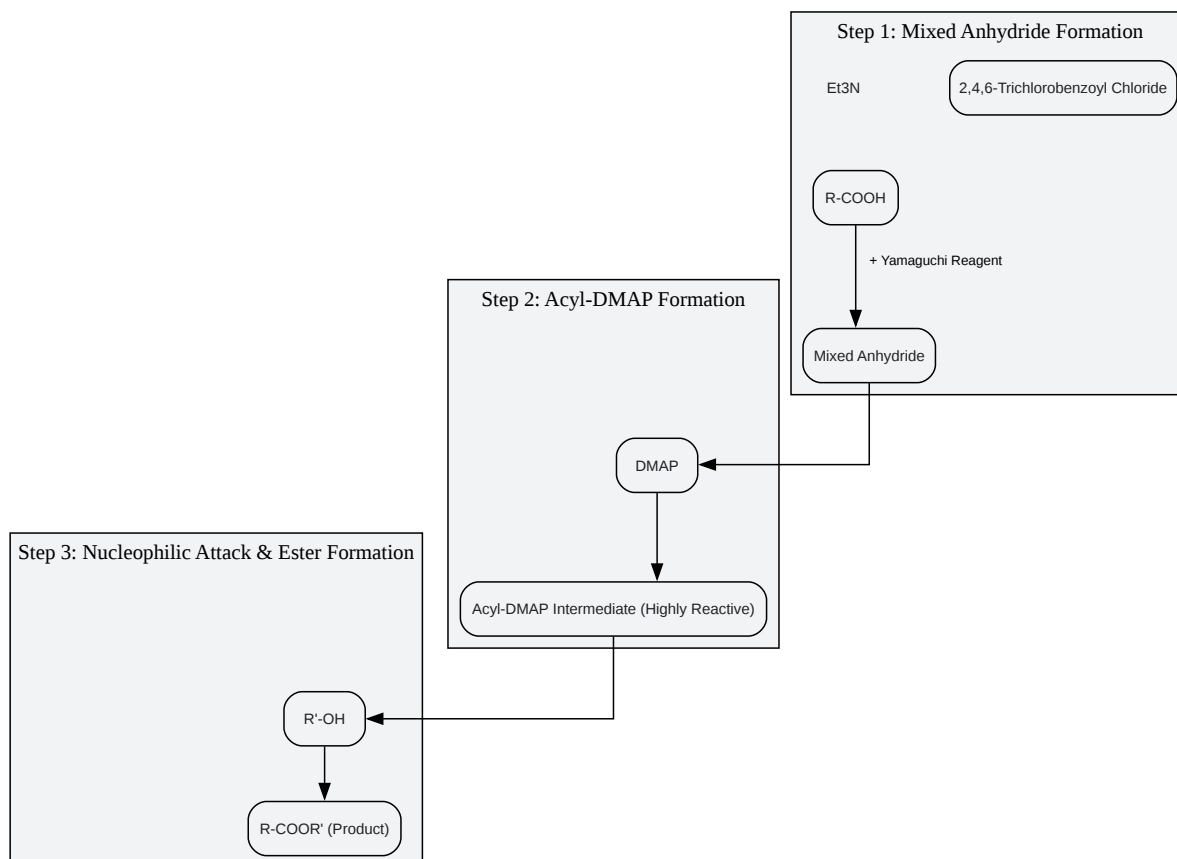 Step 1: Mixed Anhydride Formation
Et3N
2,4,6-Trichlorobenzoyl Chloride
R-COOH
+ Yamaguchi Reagent
Mixed Anhydride
Step 2: Acyl-DMAP Formation
DMAP
Acyl-DMAP Intermediate (Highly Reactive)
Step 3: Nucleophilic Attack & Ester Formation
R'-OH
R-COOR' (Product)